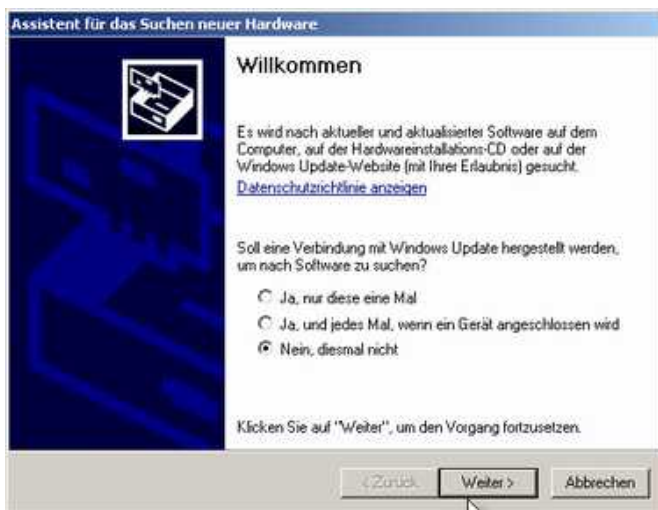 Assistent für das Suchen neuer Hardware
Willkommen
Es wird nach aktueller und aktualisierter Software auf dem
Computer, auf der Hardwareinstallations-CD oder auf der
Windows Update-Website (mit Ihrer Erlaubnis) gesucht.
Datenschutzrichtlinie anzeigen
Soll eine Verbindung mit Windows Update hergestellt werden,
um nach Software zu suchen?
Ja, nur diese eine Mal
Ja, und jedes Mal, wenn ein Gerät angeschlossen wird
Nein, diesmal nicht
Klicken Sie auf "Weiter", um den Vorgang fortzusetzen.
< Zurück Weiter > Abbrechen